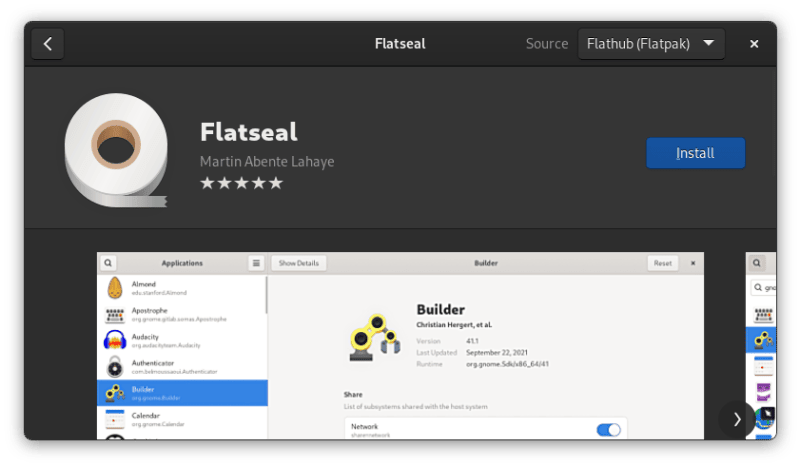 Flatseal
Source
Flathub (Flatpak)
Flatseal
Martin Abente Lahaye
Install
Applications
Show Details
Builder
Reset
Almond
edu.stanford.Almond
Apostrophe
org.gnome.gitlab.somas.Apostrophe
Audacity
org.audacityteam.Audacity
Authenticator
com.belmoussaoui.Authenticator
Builder
org.gnome.Builder
Calendar
org.gnome.Calendar
Builder
Christian Hergert, et al.
Version 41.1
Last Updated September 22, 2021
Runtime org.gnome.Sdk/x86_64/41
Share
List of subsystems shared with the host system
Network
share=network
gno